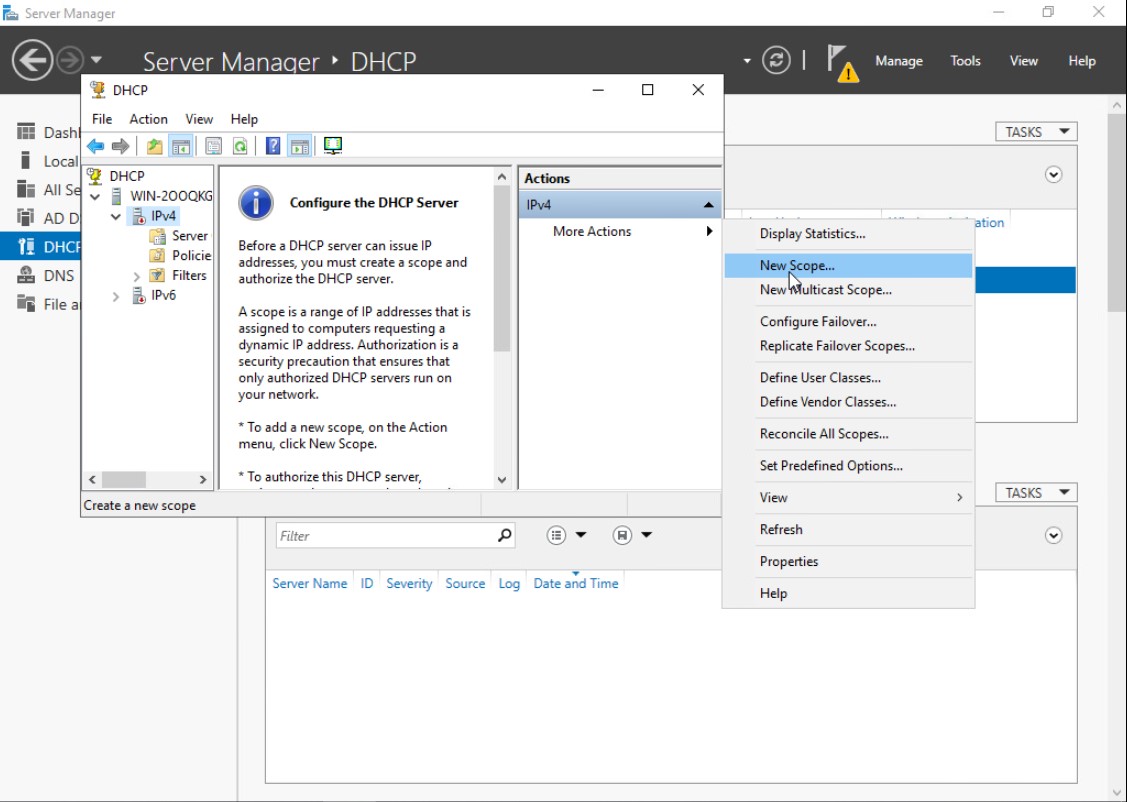 Server Manager
Server Manager ‣ DHCP
Manage
Tools
View
Help
DHCP
File
Action
View
Help
Local
All Se
AD D
DHCP
DNS
File a
DHCP
WIN-2OOQKG
IPv4
Server
Policie
Filters
IPv6
Configure the DHCP Server
Before a DHCP server can issue IP
addresses, you must create a scope and
authorize the DHCP server.
A scope is a range of IP addresses that is
assigned to computers requesting a
dynamic IP address. Authorization is a
security precaution that ensures that
only authorized DHCP servers run on
your network.
* To add a new scope, on the Action
menu, click New Scope.
* To authorize this DHCP server,
Actions
IPv4
More Actions
Create a new scope
TASKS
Display Statistics...
New Scope...
New Multicast Scope...
Configure Failover...
Replicate Failover Scopes...
Define User Classes...
Define Vendor Classes...
Reconcile All Scopes...
Set Predefined Options...
View
Refresh
Properties
Help
TASKS
Filter
Server Name
ID
Severity
Source
Log
Date and Time